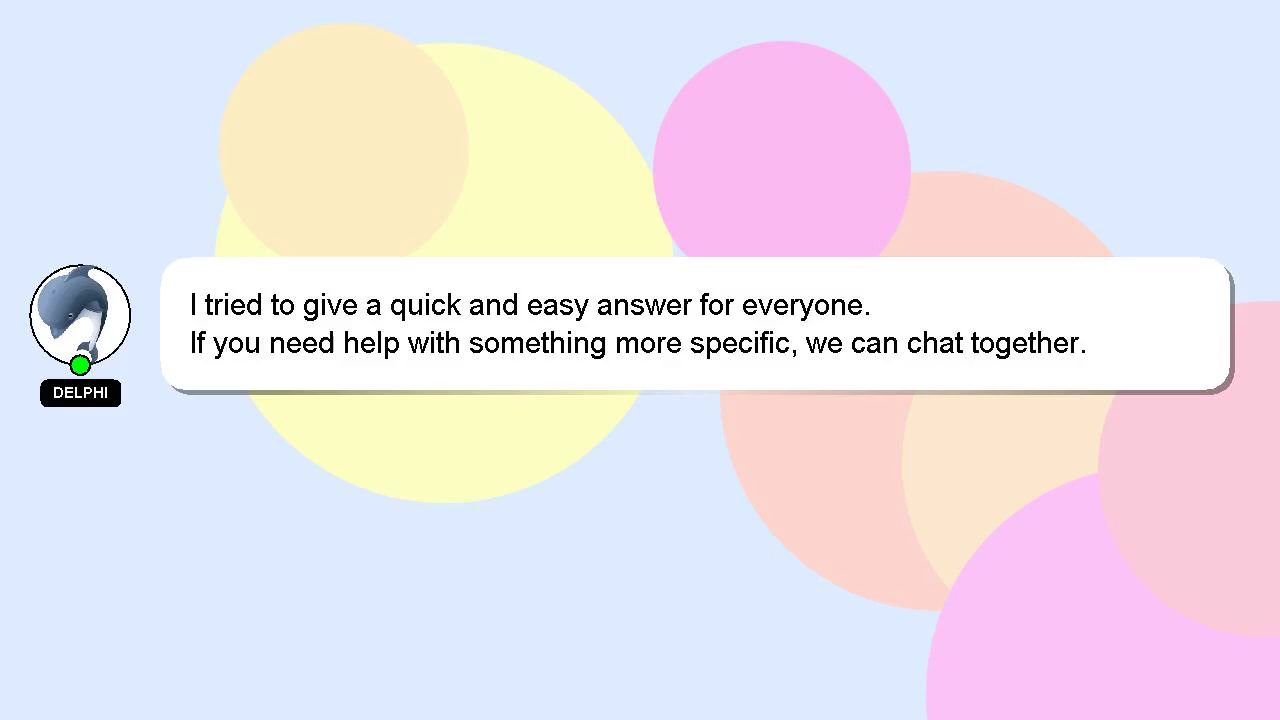 I tried to give a quick and easy answer for everyone.
If you need help with something more specific, we can chat together.
DELPHI